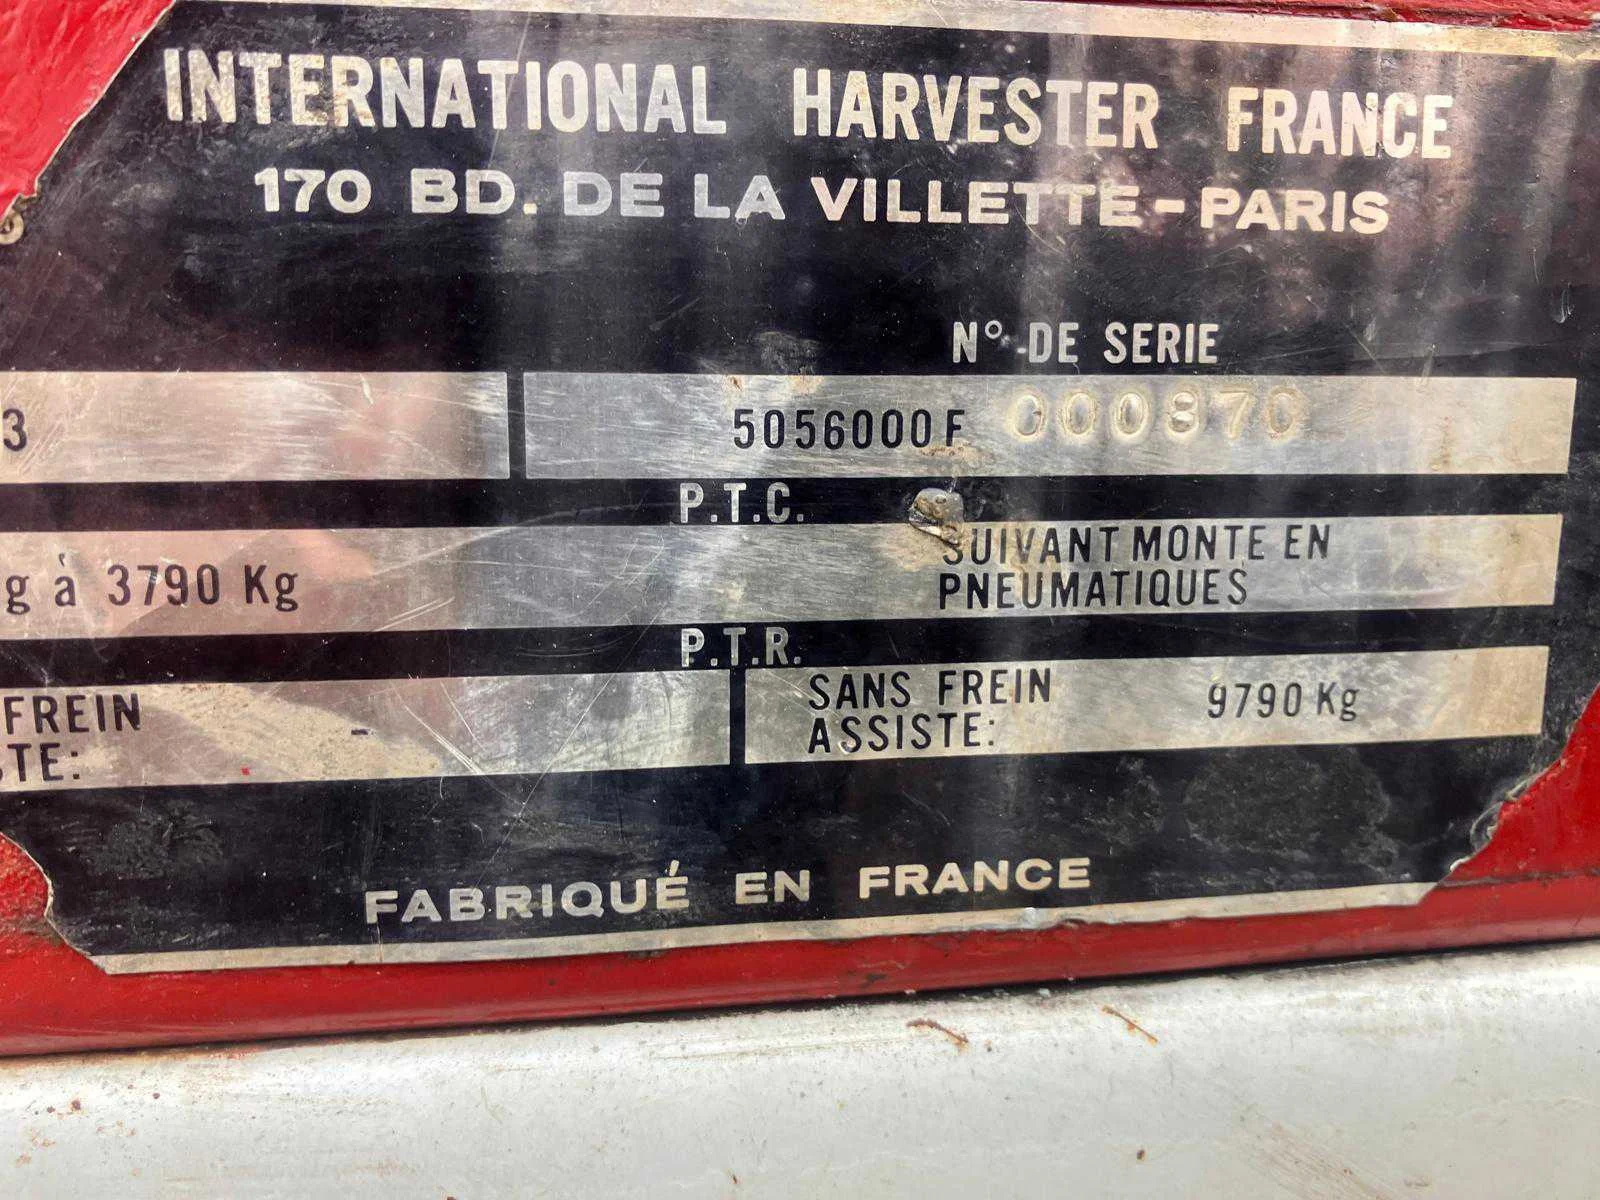 INTERNATIONAL HARVESTER FRANCE
170 BD. DE LA VILLETTE - PARIS
N° DE SERIE
3 5056000F 000870
P.T.C.
g à 3790 Kg SUIVANT MONTE EN
PNEUMATIQUES
P.T.R.
FREIN - SANS FREIN 9790 Kg
STE: ASSISTE:
FABRIQUÉ EN FRANCE